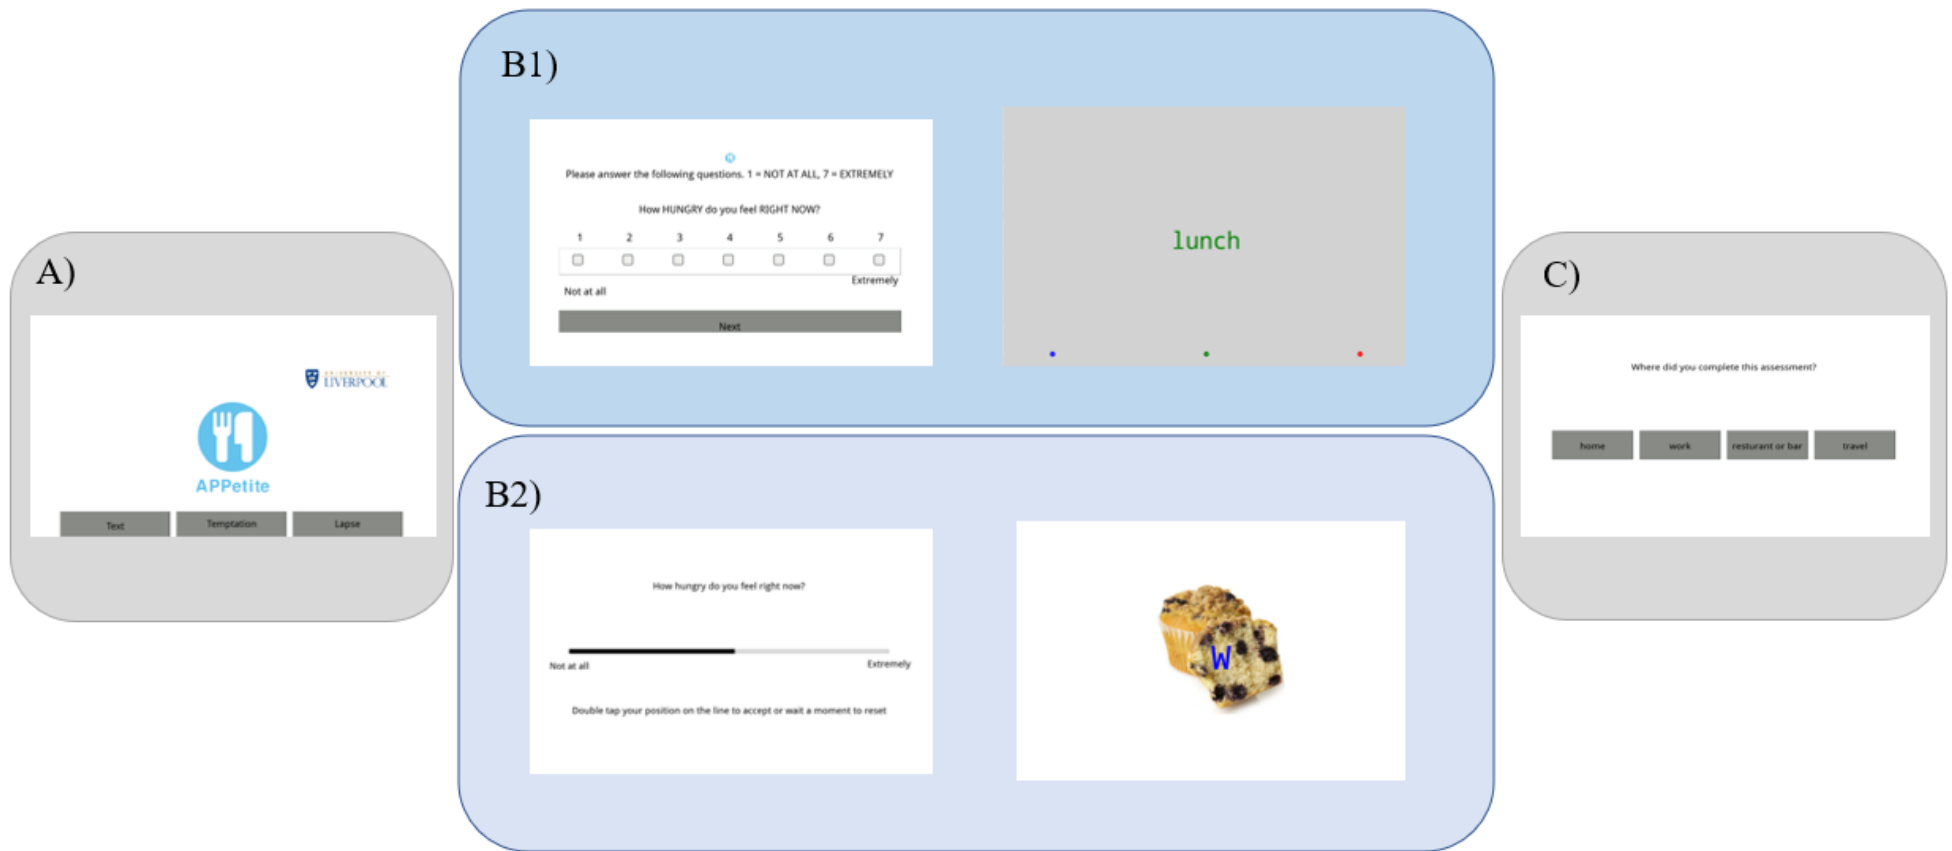 A)
UNIVERSITY OF
LIVERPOOL
APPetite
Text Temptation Lapse
B1)
Please answer the following questions. 1 = NOT AT ALL, 7 = EXTREMELY
How HUNGRY do you feel RIGHT NOW?
1 2 3 4 5 6 7
Extremely
Not at all
Next
lunch
B2)
How hungry do you feel right now?
Not at all Extremely
Double tap your position on the line to accept or wait a moment to reset
W
C)
Where did you complete this assessment?
home work resturant or bar travel